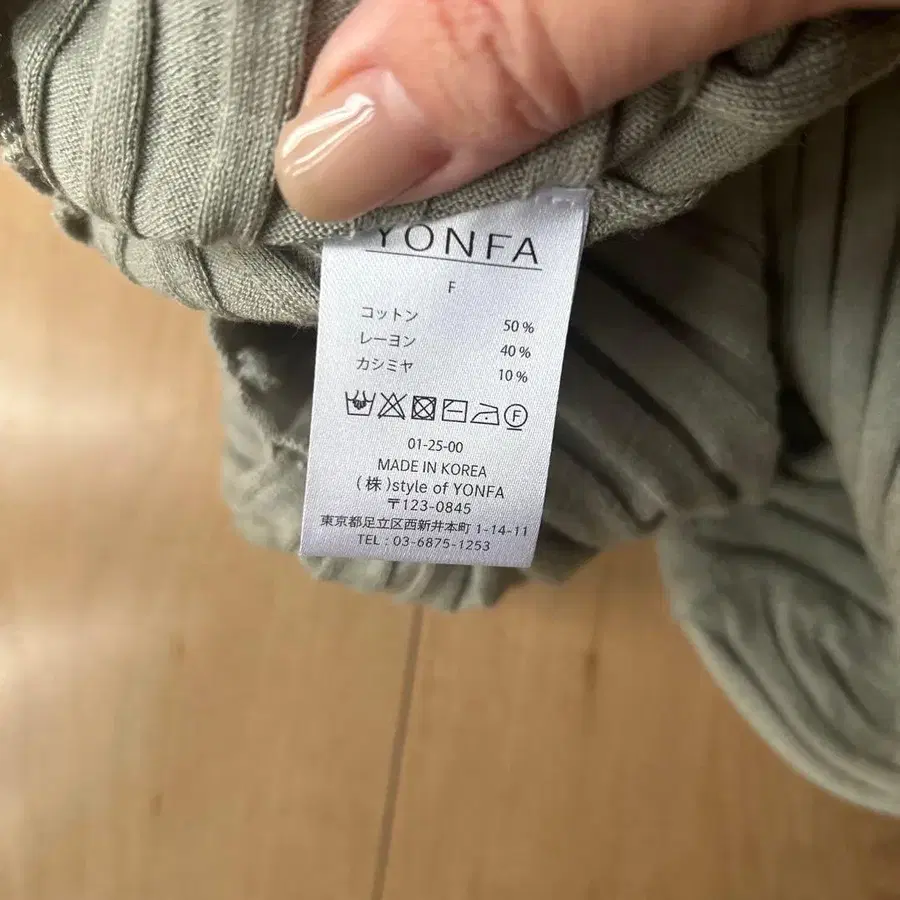 YONFA
F
コットン 50%
レーヨン 40%
カシミヤ 10%
F
01-25-00
MADE IN KOREA
(株)style of YONFA
〒123-0845
東京都足立区西新井本町 1-14-11
TEL : 03-6875-1253